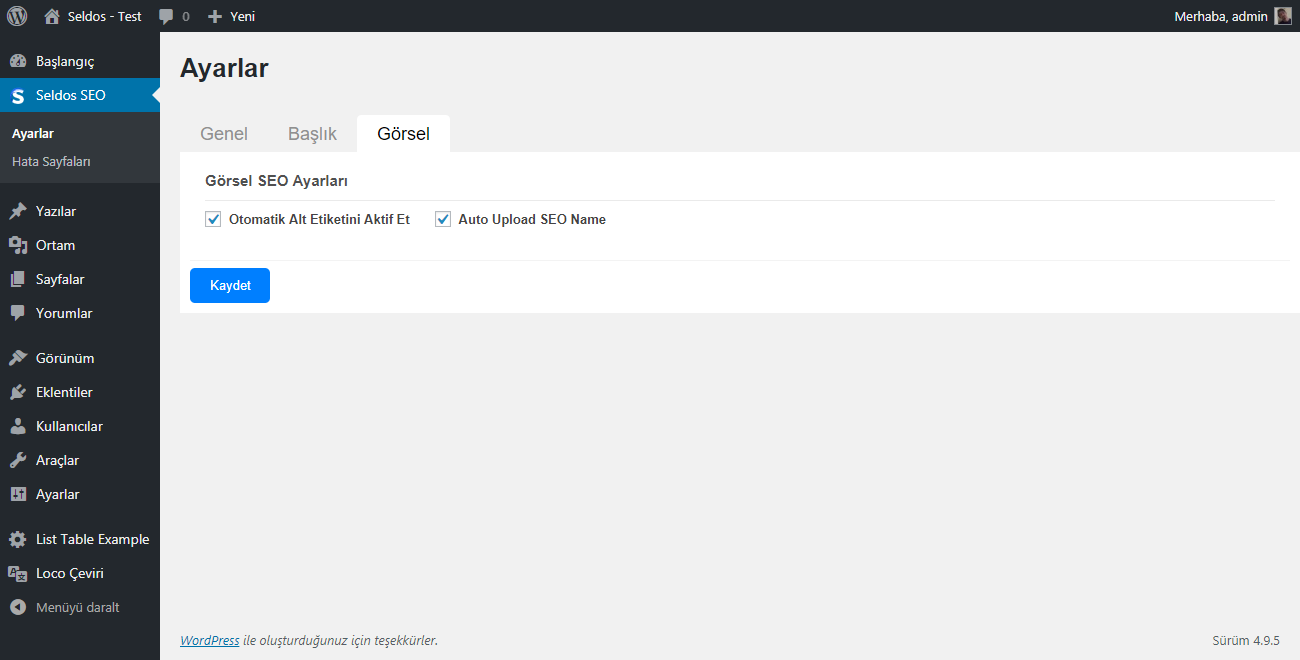 Seldos - Test 0 Yeni Merhaba, admin
Başlangıç
Seldos SEO
Ayarlar
Hata Sayfaları
Yazılar
Ortam
Sayfalar
Yorumlar
Görünüm
Eklentiler
Kullanıcılar
Araçlar
Ayarlar
List Table Example
Loco Çeviri
Menüyü daralt
Ayarlar
Genel Başlık Görsel
Görsel SEO Ayarları
Otomatik Alt Etiketini Aktif Et Auto Upload SEO Name
Kaydet
WordPress ile oluşturduğunuz için teşekkürler. Sürüm 4.9.5